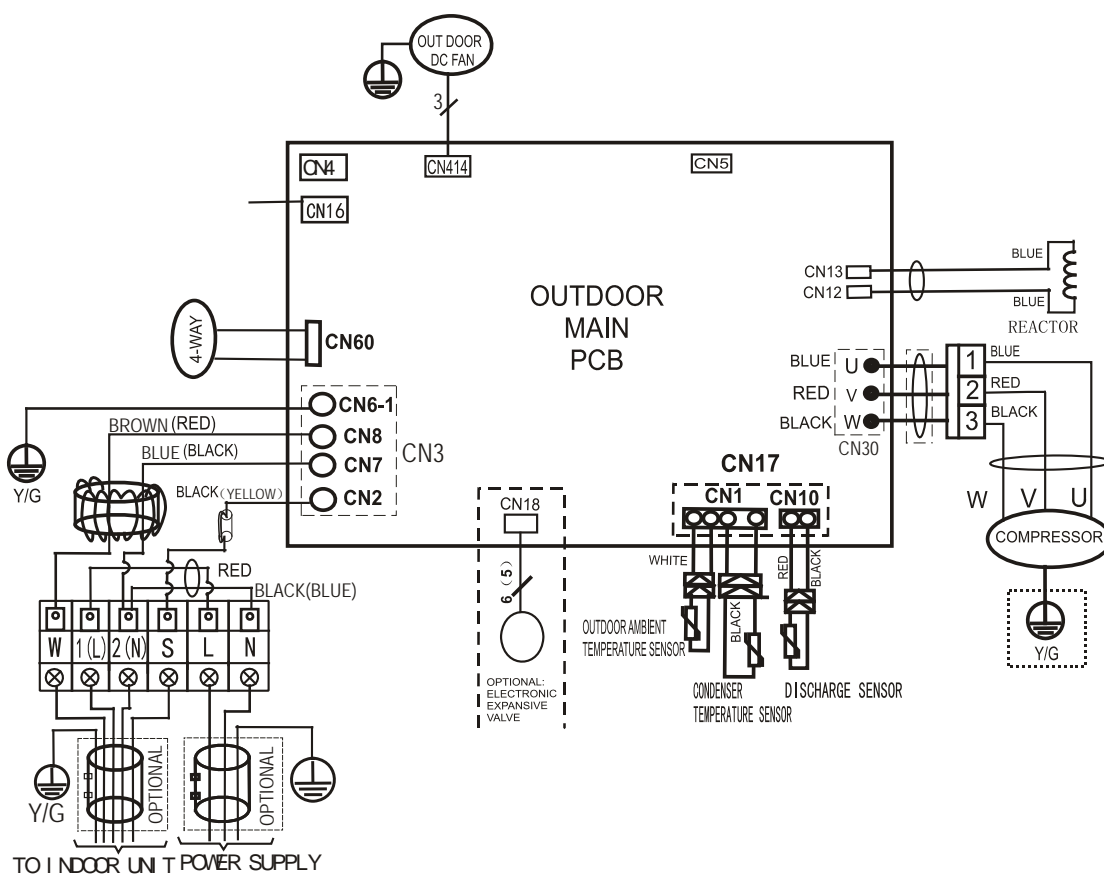 OUT DOOR
DC FAN
3
CN4
CN414
CN5
CN16
CN13
CN12
BLUE
BLUE
REACTOR
OUTDOOR
MAIN
PCB
4-WAY
CN60
BLUE U
RED V
BLACK W
CN30
1 BLUE
2 RED
3 BLACK
CN6-1
CN8
CN7
CN2
CN3
BROWN (RED)
BLUE (BLACK)
BLACK (YELLOW)
Y/G
CN17
CN1 CN10
CN18
6 (5)
OPTIONAL:
ELECTRONIC
EXPANSIVE
VALVE
WHITE
BLACK
RED
BLACK
OUTDOOR AMBIENT
TEMPERATURE SENSOR
CONDENSER
TEMPERATURE SENSOR
DISCHARGE SENSOR
W V U
COMPRESSOR
Y/G
RED
BLACK(BLUE)
W 1(L) 2(N) S L N
OPTIONAL
OPTIONAL
Y/G
TO INDOOR UNIT POWER SUPPLY